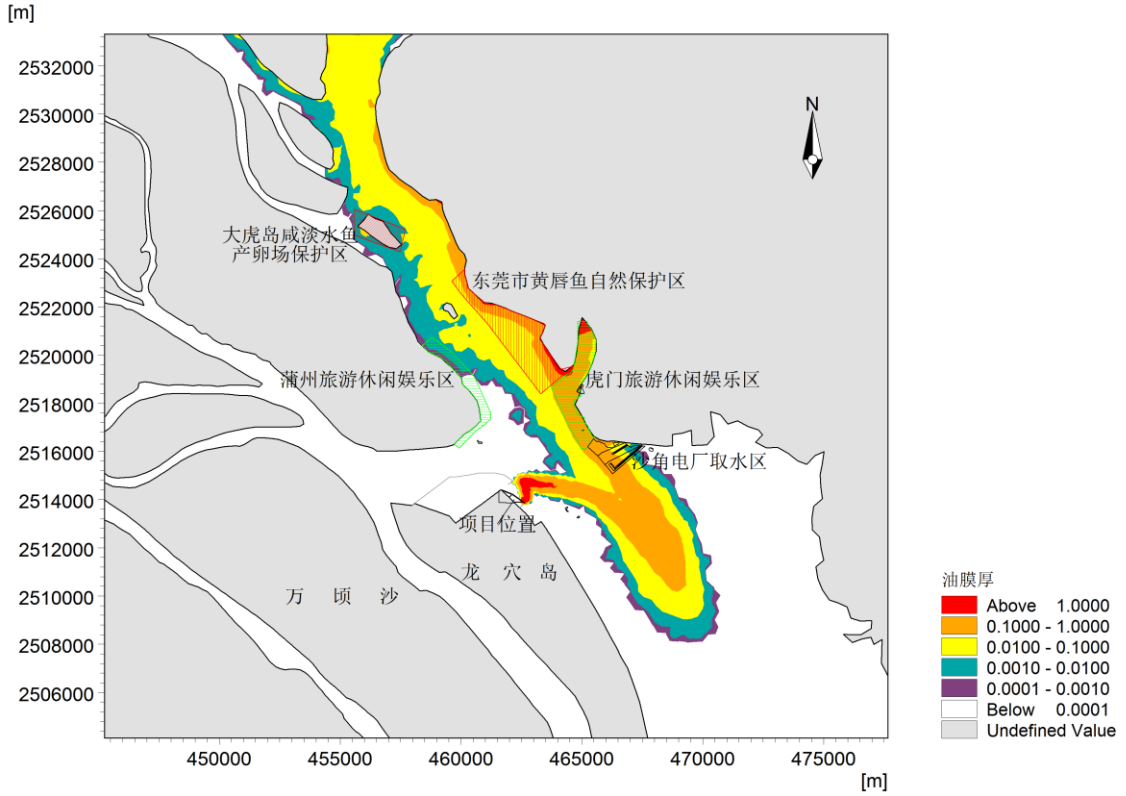 [m]
2532000
2530000
2528000
2526000
2524000
2522000
2520000
2518000
2516000
2514000
2512000
2510000
2508000
2506000
N
大虎岛咸淡水鱼
产卵场保护区
东莞市黄唇鱼自然保护区
蒲州旅游休闲娱乐区
虎门旅游休闲娱乐区
沙角电厂取水区
项目位置
龙 穴 岛
万 顷 沙
450000 455000 460000 465000 470000 475000
[m]
油膜厚
Above 1.0000
0.1000 - 1.0000
0.0100 - 0.1000
0.0010 - 0.0100
0.0001 - 0.0010
Below 0.0001
Undefined Value